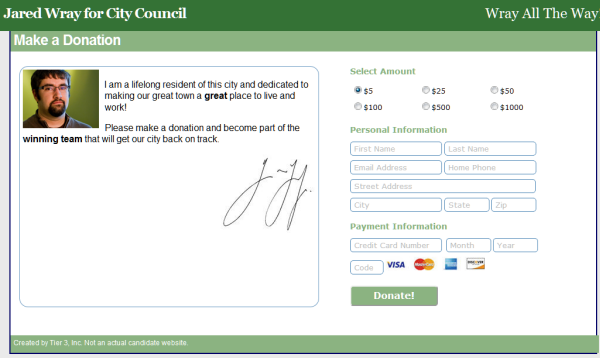 Jared Wray for City Council
Wray All The Way
Make a Donation
I am a lifelong resident of this city and dedicated to
making our great town a great place to live and
work!
Please make a donation and become part of the
winning team that will get our city back on track.
Select Amount
$5 $25 $50
$100 $500 $1000
Personal Information
First Name Last Name
Email Address Home Phone
Street Address
City State Zip
Payment Information
Credit Card Number Month Year
Code VISA MasterCard DISCOVER
Donate!
Created by Tier 3, Inc. Not an actual candidate website.